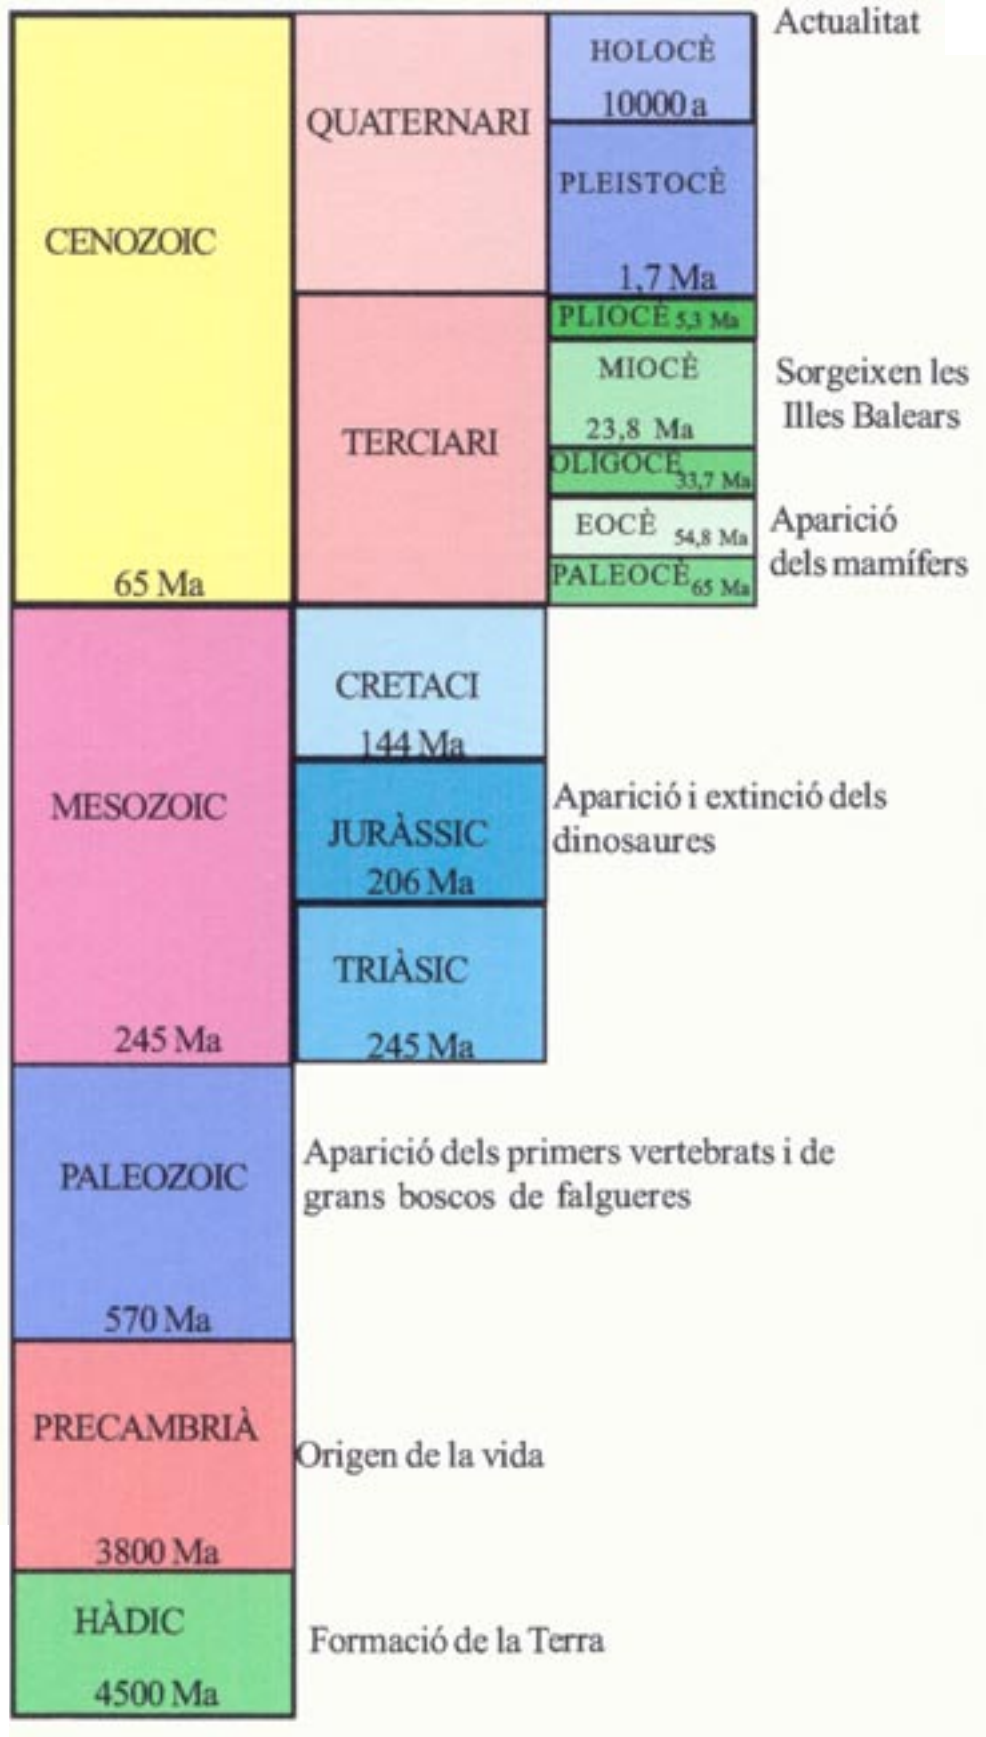 Actualitat
HOLOCÈ
10000 a
QUATERNARI
PLEISTOCÈ
CENOZOIC
1,7 Ma
PLIOCÈ 5,3 Ma
MIOCÈ
Sorgeixen les
Illes Balears
23,8 Ma
TERCIARI
OLIGOCÈ 33,7 Ma
EOCÈ 54,8 Ma
Aparició
dels mamífers
PALEOCÈ 65 Ma
65 Ma
CRETACI
144 Ma
MESOZOIC
Aparició i extinció dels
dinosaures
JURÀSSIC
206 Ma
TRIÀSIC
245 Ma
245 Ma
PALEOZOIC
Aparició dels primers vertebrats i de
grans boscos de falgueres
570 Ma
PRECAMBRIÀ
Origen de la vida
3800 Ma
HÀDIC
Formació de la Terra
4500 Ma